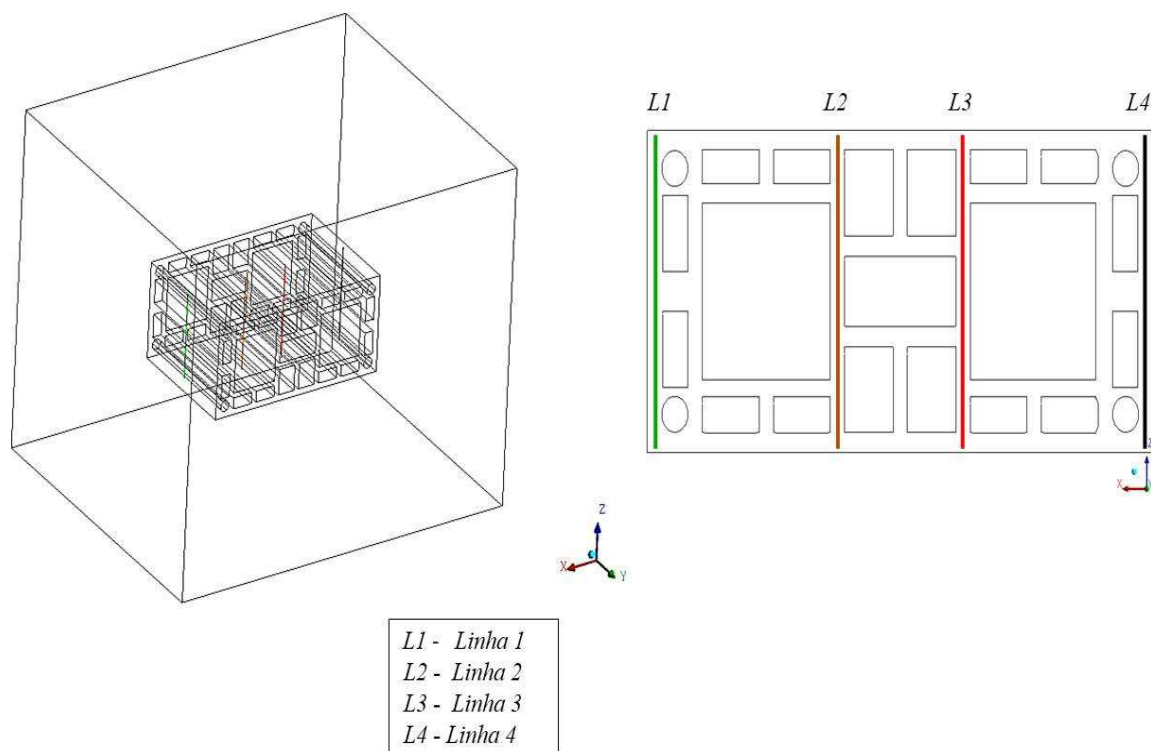 L1 L2 L3 L4
Z
X
Z
X
Y
L1 - Linha 1
L2 - Linha 2
L3 - Linha 3
L4 - Linha 4